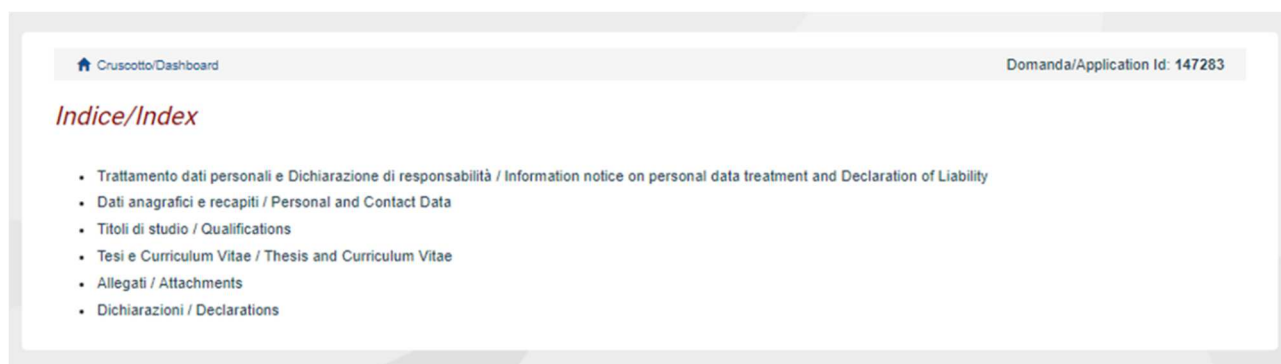 Cruscotto/Dashboard
Domanda/Application Id: 147283
Indice/Index
Trattamento dati personali e Dichiarazione di responsabilità / Information notice on personal data treatment and Declaration of Liability
Dati anagrafici e recapiti / Personal and Contact Data
Titoli di studio / Qualifications
Tesi e Curriculum Vitae / Thesis and Curriculum Vitae
Allegati / Attachments
Dichiarazioni / Declarations